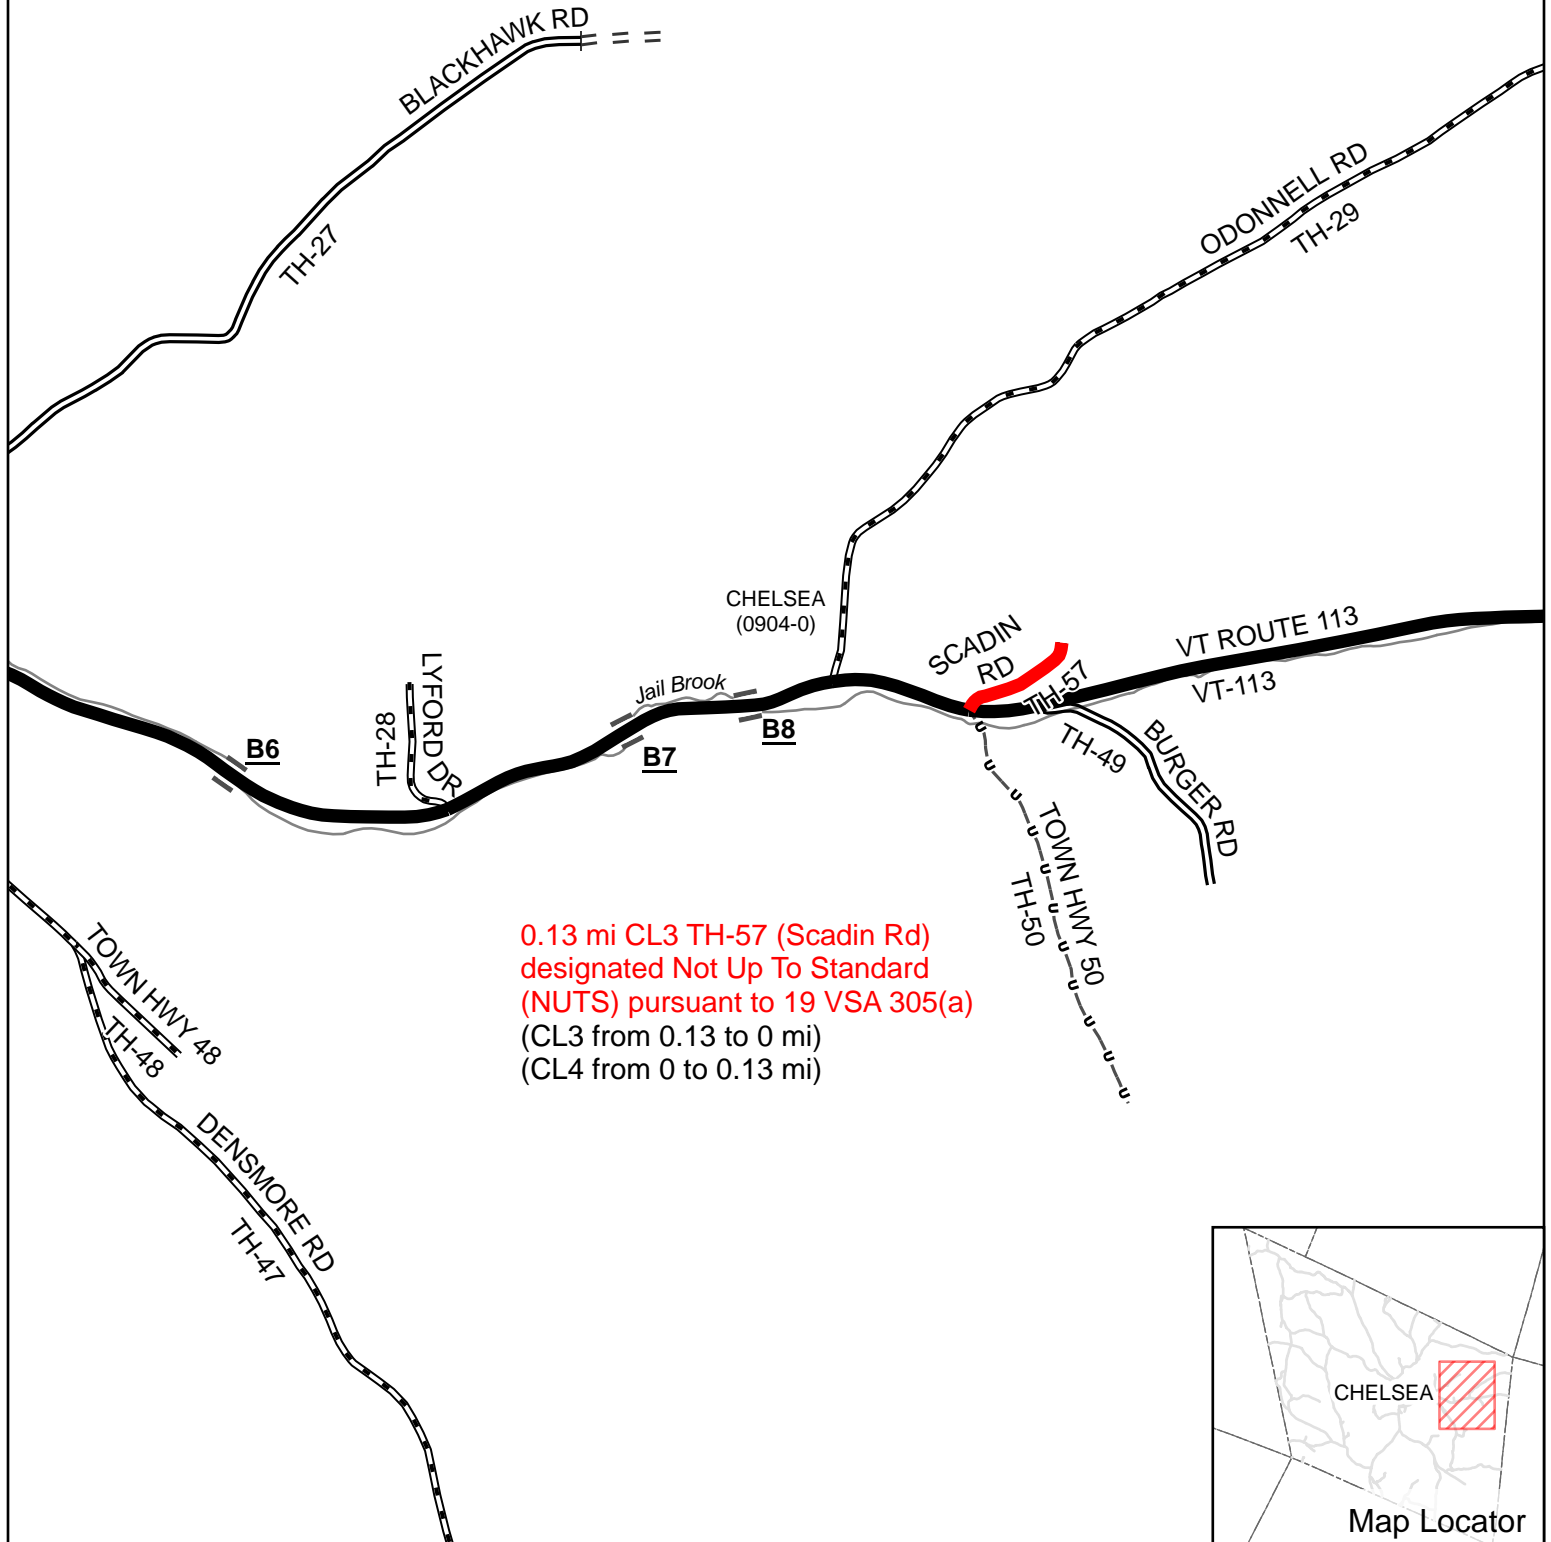 BLACKHAWK RD
TH-27
ODONNELL RD
TH-29
CHELSEA
(0904-0)
SCADIN
RD
TH-57
VT ROUTE 113
VT-113
LYFORD DR
TH-28
Jail Brook
B6
B7
B8
TH-49
BURGER RD
TOWN HWY 50
TH-50
TOWN HWY 48
TH-48
DENSMORE RD
TH-47
0.13 mi CL3 TH-57 (Scadin Rd)
designated Not Up To Standard
(NUTS) pursuant to 19 VSA 305(a)
(CL3 from 0.13 to 0 mi)
(CL4 from 0 to 0.13 mi)
CHELSEA
Map Locator